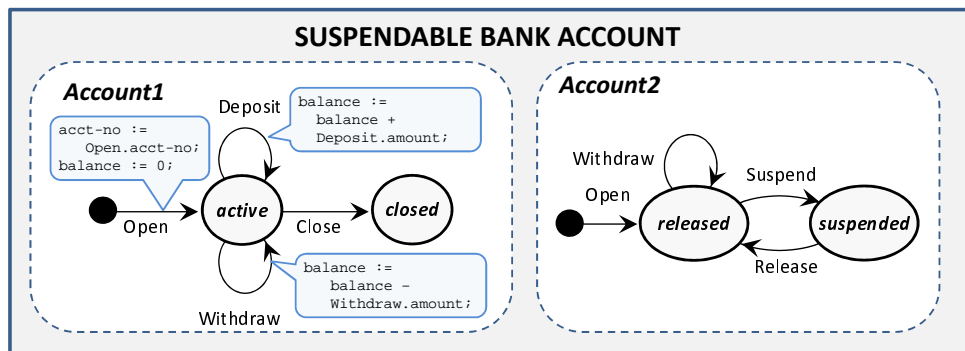 SUSPENDABLE BANK ACCOUNT
Account1
Deposit
balance :=
balance +
Deposit.amount;
acct-no :=
Open.acct-no;
balance := 0;
active
closed
Open
Close
balance :=
balance –
Withdraw.amount;
Withdraw
Account2
Withdraw
Suspend
Open
released
suspended
Release